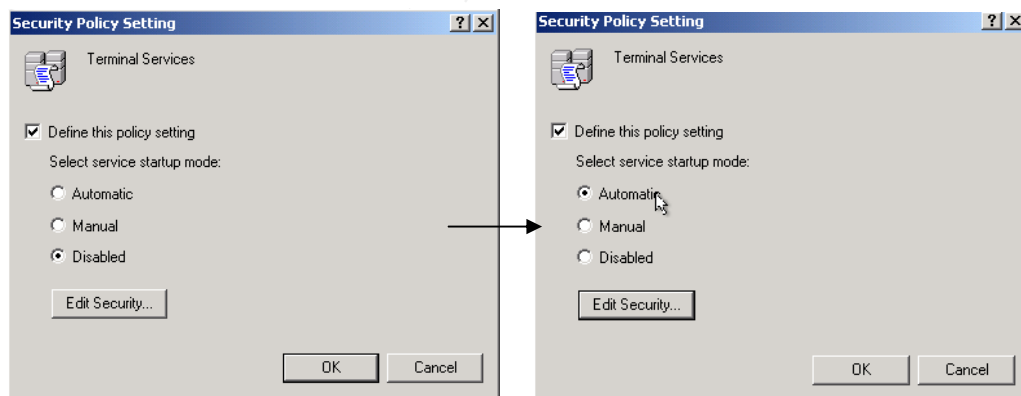 Security Policy Setting
Terminal Services
Define this policy setting
Select service startup mode:
Automatic
Manual
Disabled
Edit Security...
OK
Cancel
Security Policy Setting
Terminal Services
Define this policy setting
Select service startup mode:
Automatic
Manual
Disabled
Edit Security...
OK
Cancel